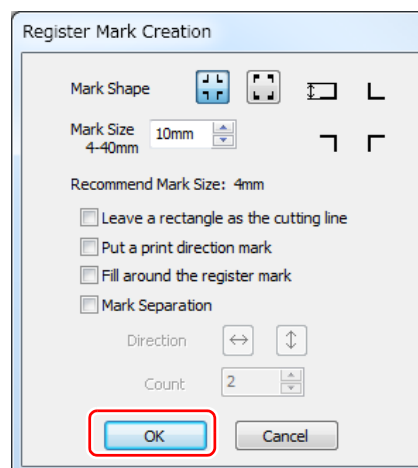 Register Mark Creation
Mark Shape
Mark Size
4-40mm
10mm
Recommend Mark Size: 4mm
Leave a rectangle as the cutting line
Put a print direction mark
Fill around the register mark
Mark Separation
Direction
Count
2
OK
Cancel